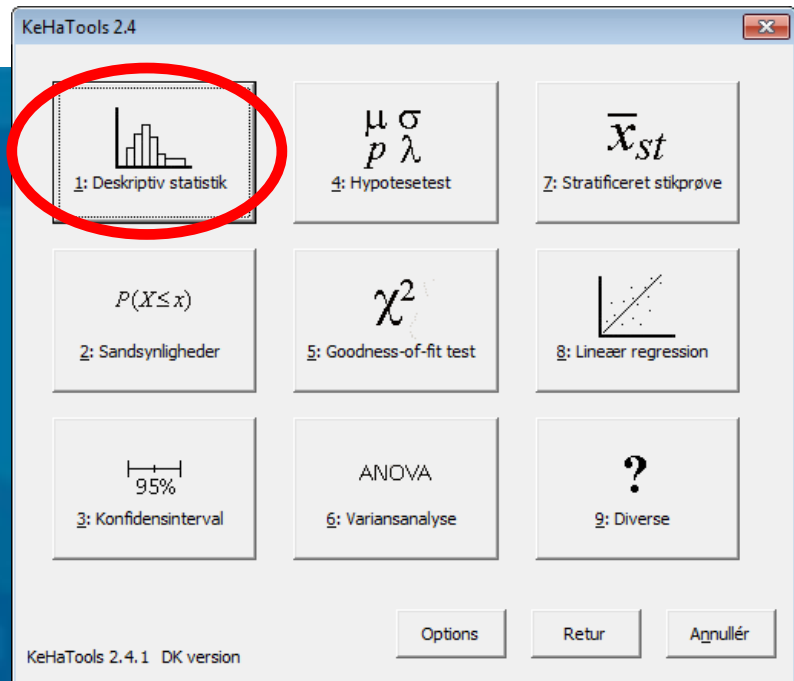 KeHaTools 2.4
1: Deskriptiv statistik
μ σ
p λ
4: Hypotesetest
x̅st
7: Stratificeret stikprøve
P(X≤x)
2: Sandsynligheder
χ²
5: Goodness-of-fit test
8: Lineær regression
95%
3: Konfidensinterval
ANOVA
6: Variansanalyse
?
9: Diverse
Options
Retur
Annullér
KeHaTools 2.4.1 DK version